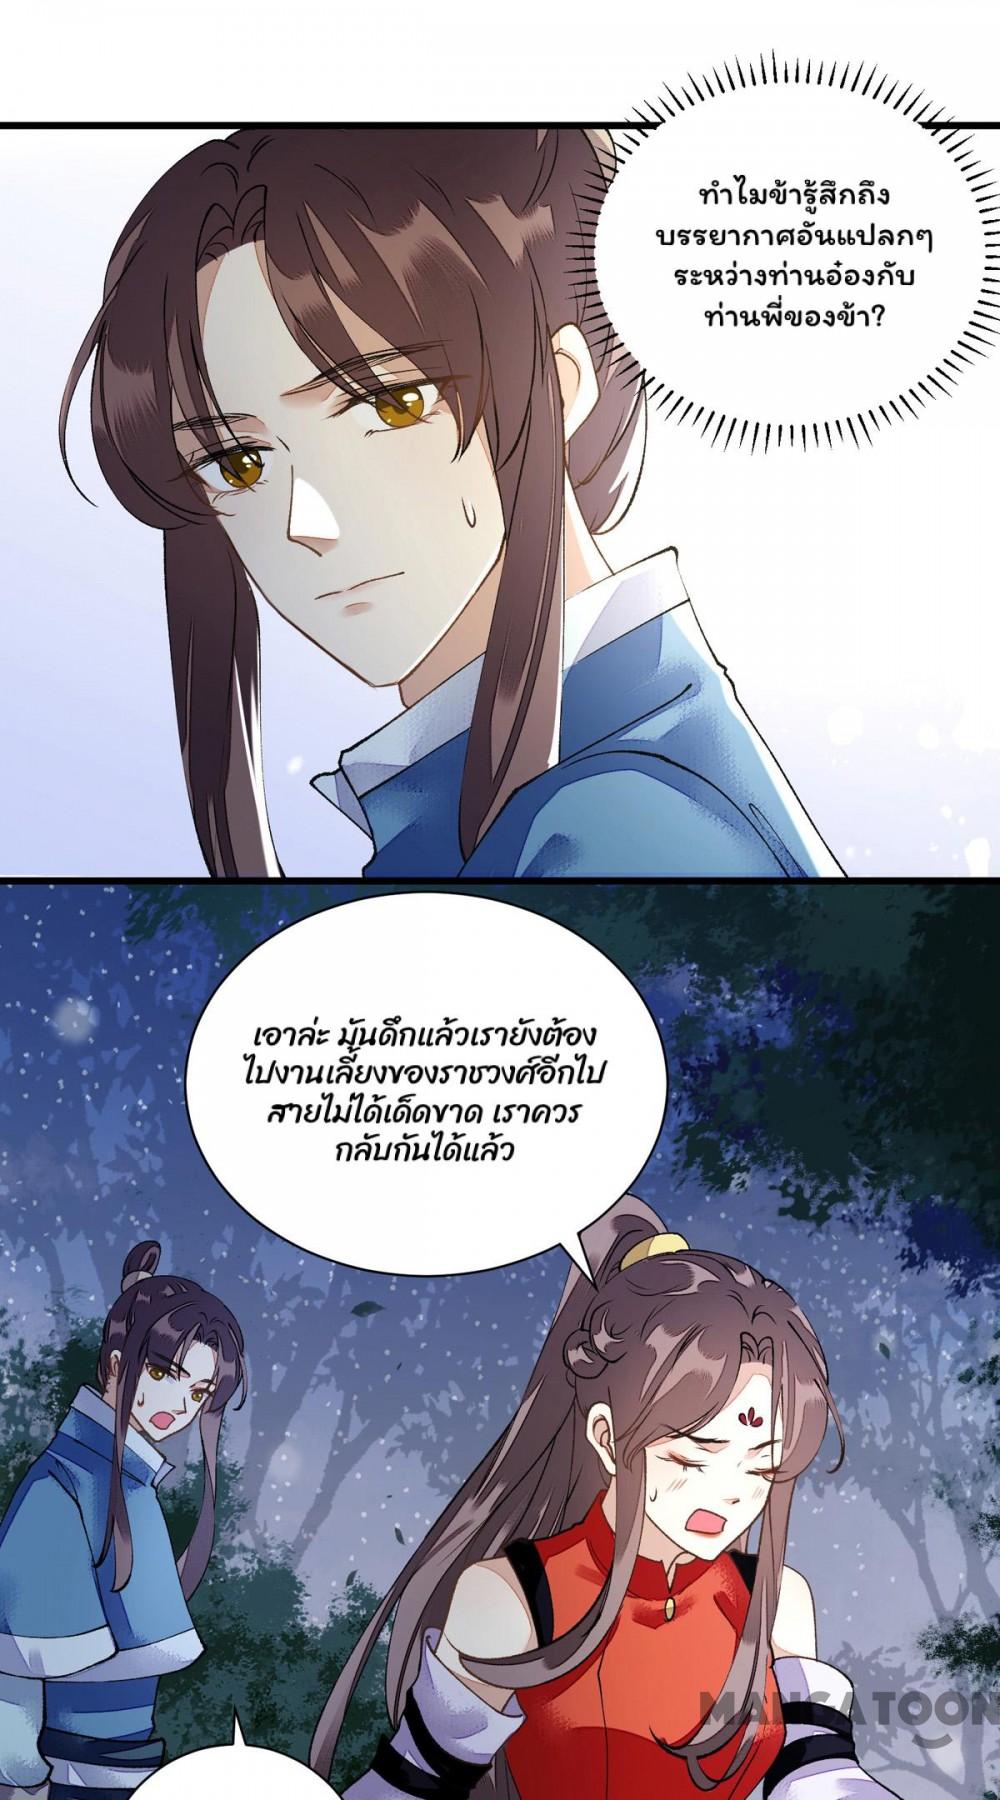 ทำไมข้ารู้สึกถึง
บรรยากาศอันแปลกๆ
ระหว่างท่านอ๋องกับ
ท่านพี่ของข้า?
เอาล่ะ มันดึกแล้วเรายังต้อง
ไปงานเลี้ยงของราชวงศ์อีกไป
สายไม่ได้เด็ดขาด เราควร
กลับกันได้แล้ว
MANGATOON